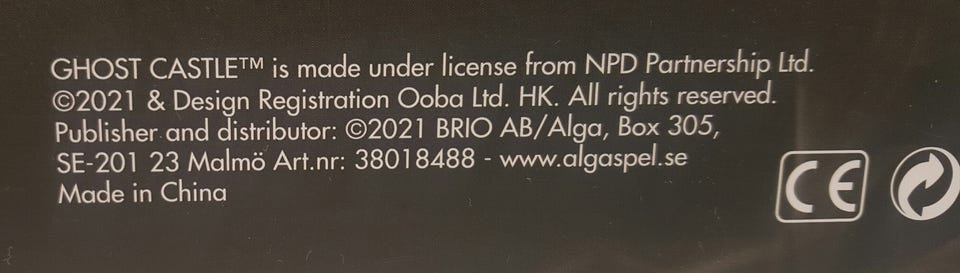 GHOST CASTLE™ is made under license from NPD Partnership Ltd.
©2021 & Design Registration Ooba Ltd. HK. All rights reserved.
Publisher and distributor: ©2021 BRIO AB/Alga, Box 305,
SE-201 23 Malmö Art.nr: 38018488 - www.algaspel.se
Made in China
CE